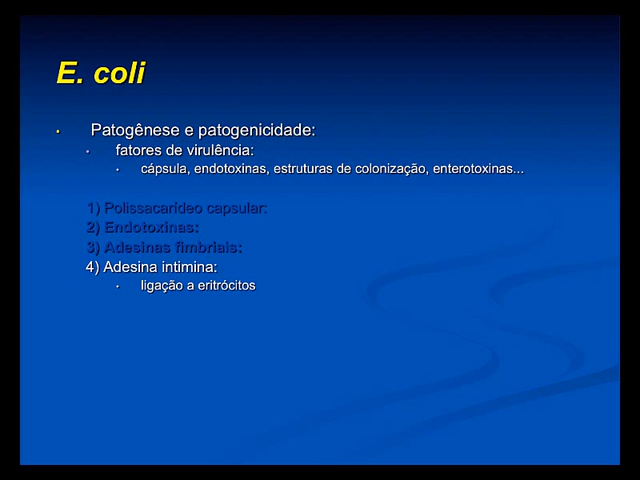 E. coli
Patogênese e patogenicidade:
fatores de virulência:
cápsula, endotoxinas, estruturas de colonização, enterotoxinas...
1) Polissacarídeo capsular:
2) Endotoxinas:
3) Adesinas fimbriais:
4) Adesina intimina:
ligação a eritrócitos